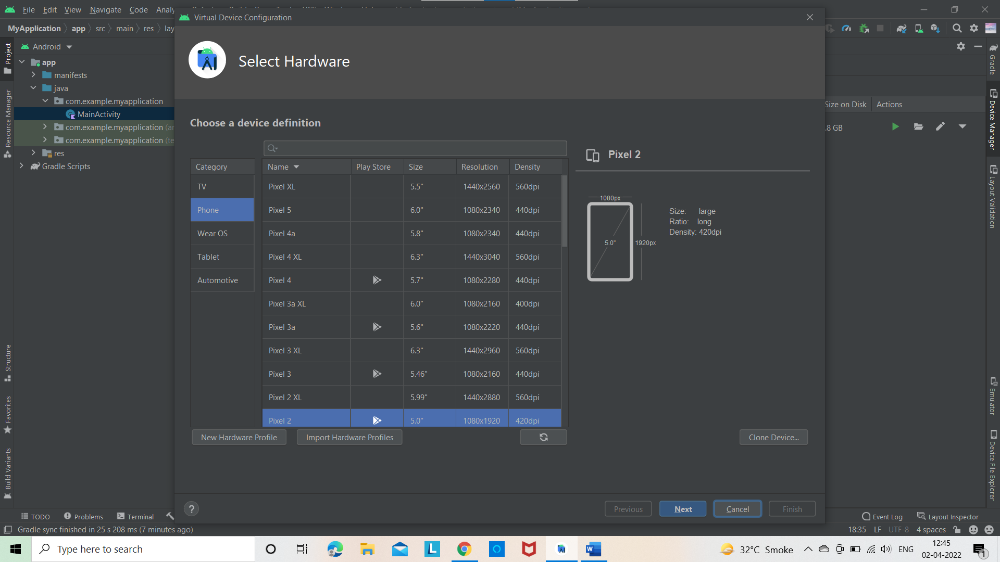 File Edit View Navigate Code Analy
Virtual Device Configuration
MyApplication app src main res lay
Select Hardware
Project
Android
app
manifests
java
com.example.myapplication
MainActivity
com.example.myapplication (ar
com.example.myapplication (te
res
Gradle Scripts
Resource Manager
Structure
Favorites
Build Variants
Choose a device definition
Category
TV
Phone
Wear OS
Tablet
Automotive
Name Play Store Size Resolution Density
Pixel XL 5.5" 1440x2560 560dpi
Pixel 5 6.0" 1080x2340 440dpi
Pixel 4a 5.8" 1080x2340 440dpi
Pixel 4 XL 6.3" 1440x3040 560dpi
Pixel 4 5.7" 1080x2280 440dpi
Pixel 3a XL 6.0" 1080x2160 400dpi
Pixel 3a 5.6" 1080x2220 440dpi
Pixel 3 XL 6.3" 1440x2960 560dpi
Pixel 3 5.46" 1080x2160 440dpi
Pixel 2 XL 5.99" 1440x2880 560dpi
Pixel 2 5.0" 1080x1920 420dpi
New Hardware Profile Import Hardware Profiles
Pixel 2
1080px
5.0"
1920px
Size: large
Ratio: long
Density: 420dpi
Clone Device...
? Previous Next Cancel Finish
Size on Disk Actions
.8 GB
Gradle
Device Manager
Layout Validation
Emulator
Device File Explorer
TODO Problems Terminal
Event Log Layout Inspector
Gradle sync finished in 25 s 208 ms (7 minutes ago)
18:35 LF UTF-8 4 spaces
Type here to search
32°C Smoke
ENG
12:45
02-04-2022
1